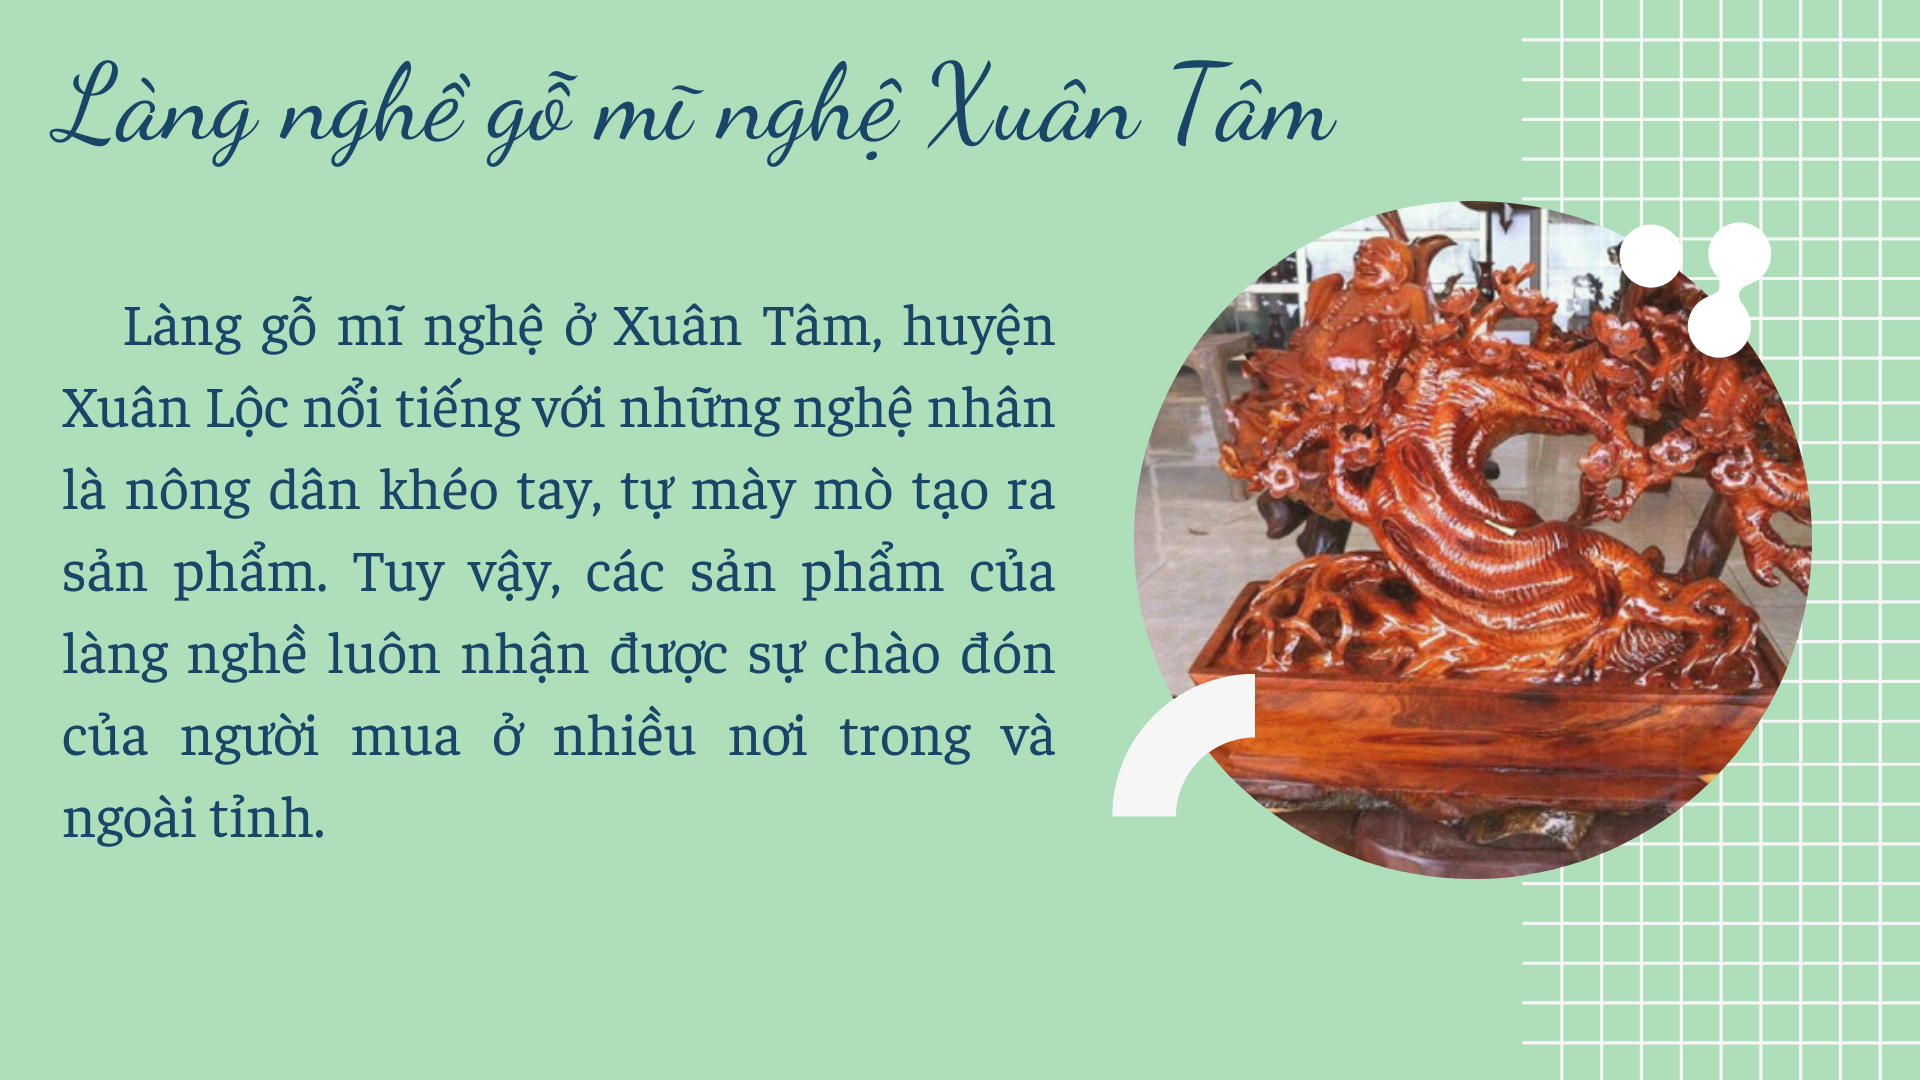 Làng nghề gỗ mĩ nghệ Xuân Tâm
Làng gỗ mĩ nghệ ở Xuân Tâm, huyện
Xuân Lộc nổi tiếng với những nghệ nhân
là nông dân khéo tay, tự mày mò tạo ra
sản phẩm. Tuy vậy, các sản phẩm của
làng nghề luôn nhận được sự chào đón
của người mua ở nhiều nơi trong và
ngoài tỉnh.